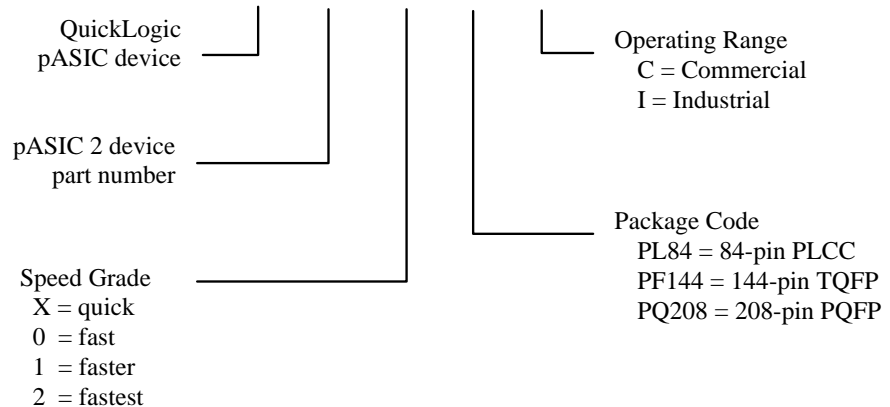 QuickLogic
pASIC device
pASIC 2 device
part number
Speed Grade
X = quick
0 = fast
1 = faster
2 = fastest
Operating Range
C = Commercial
I = Industrial
Package Code
PL84 = 84-pin PLCC
PF144 = 144-pin TQFP
PQ208 = 208-pin PQFP